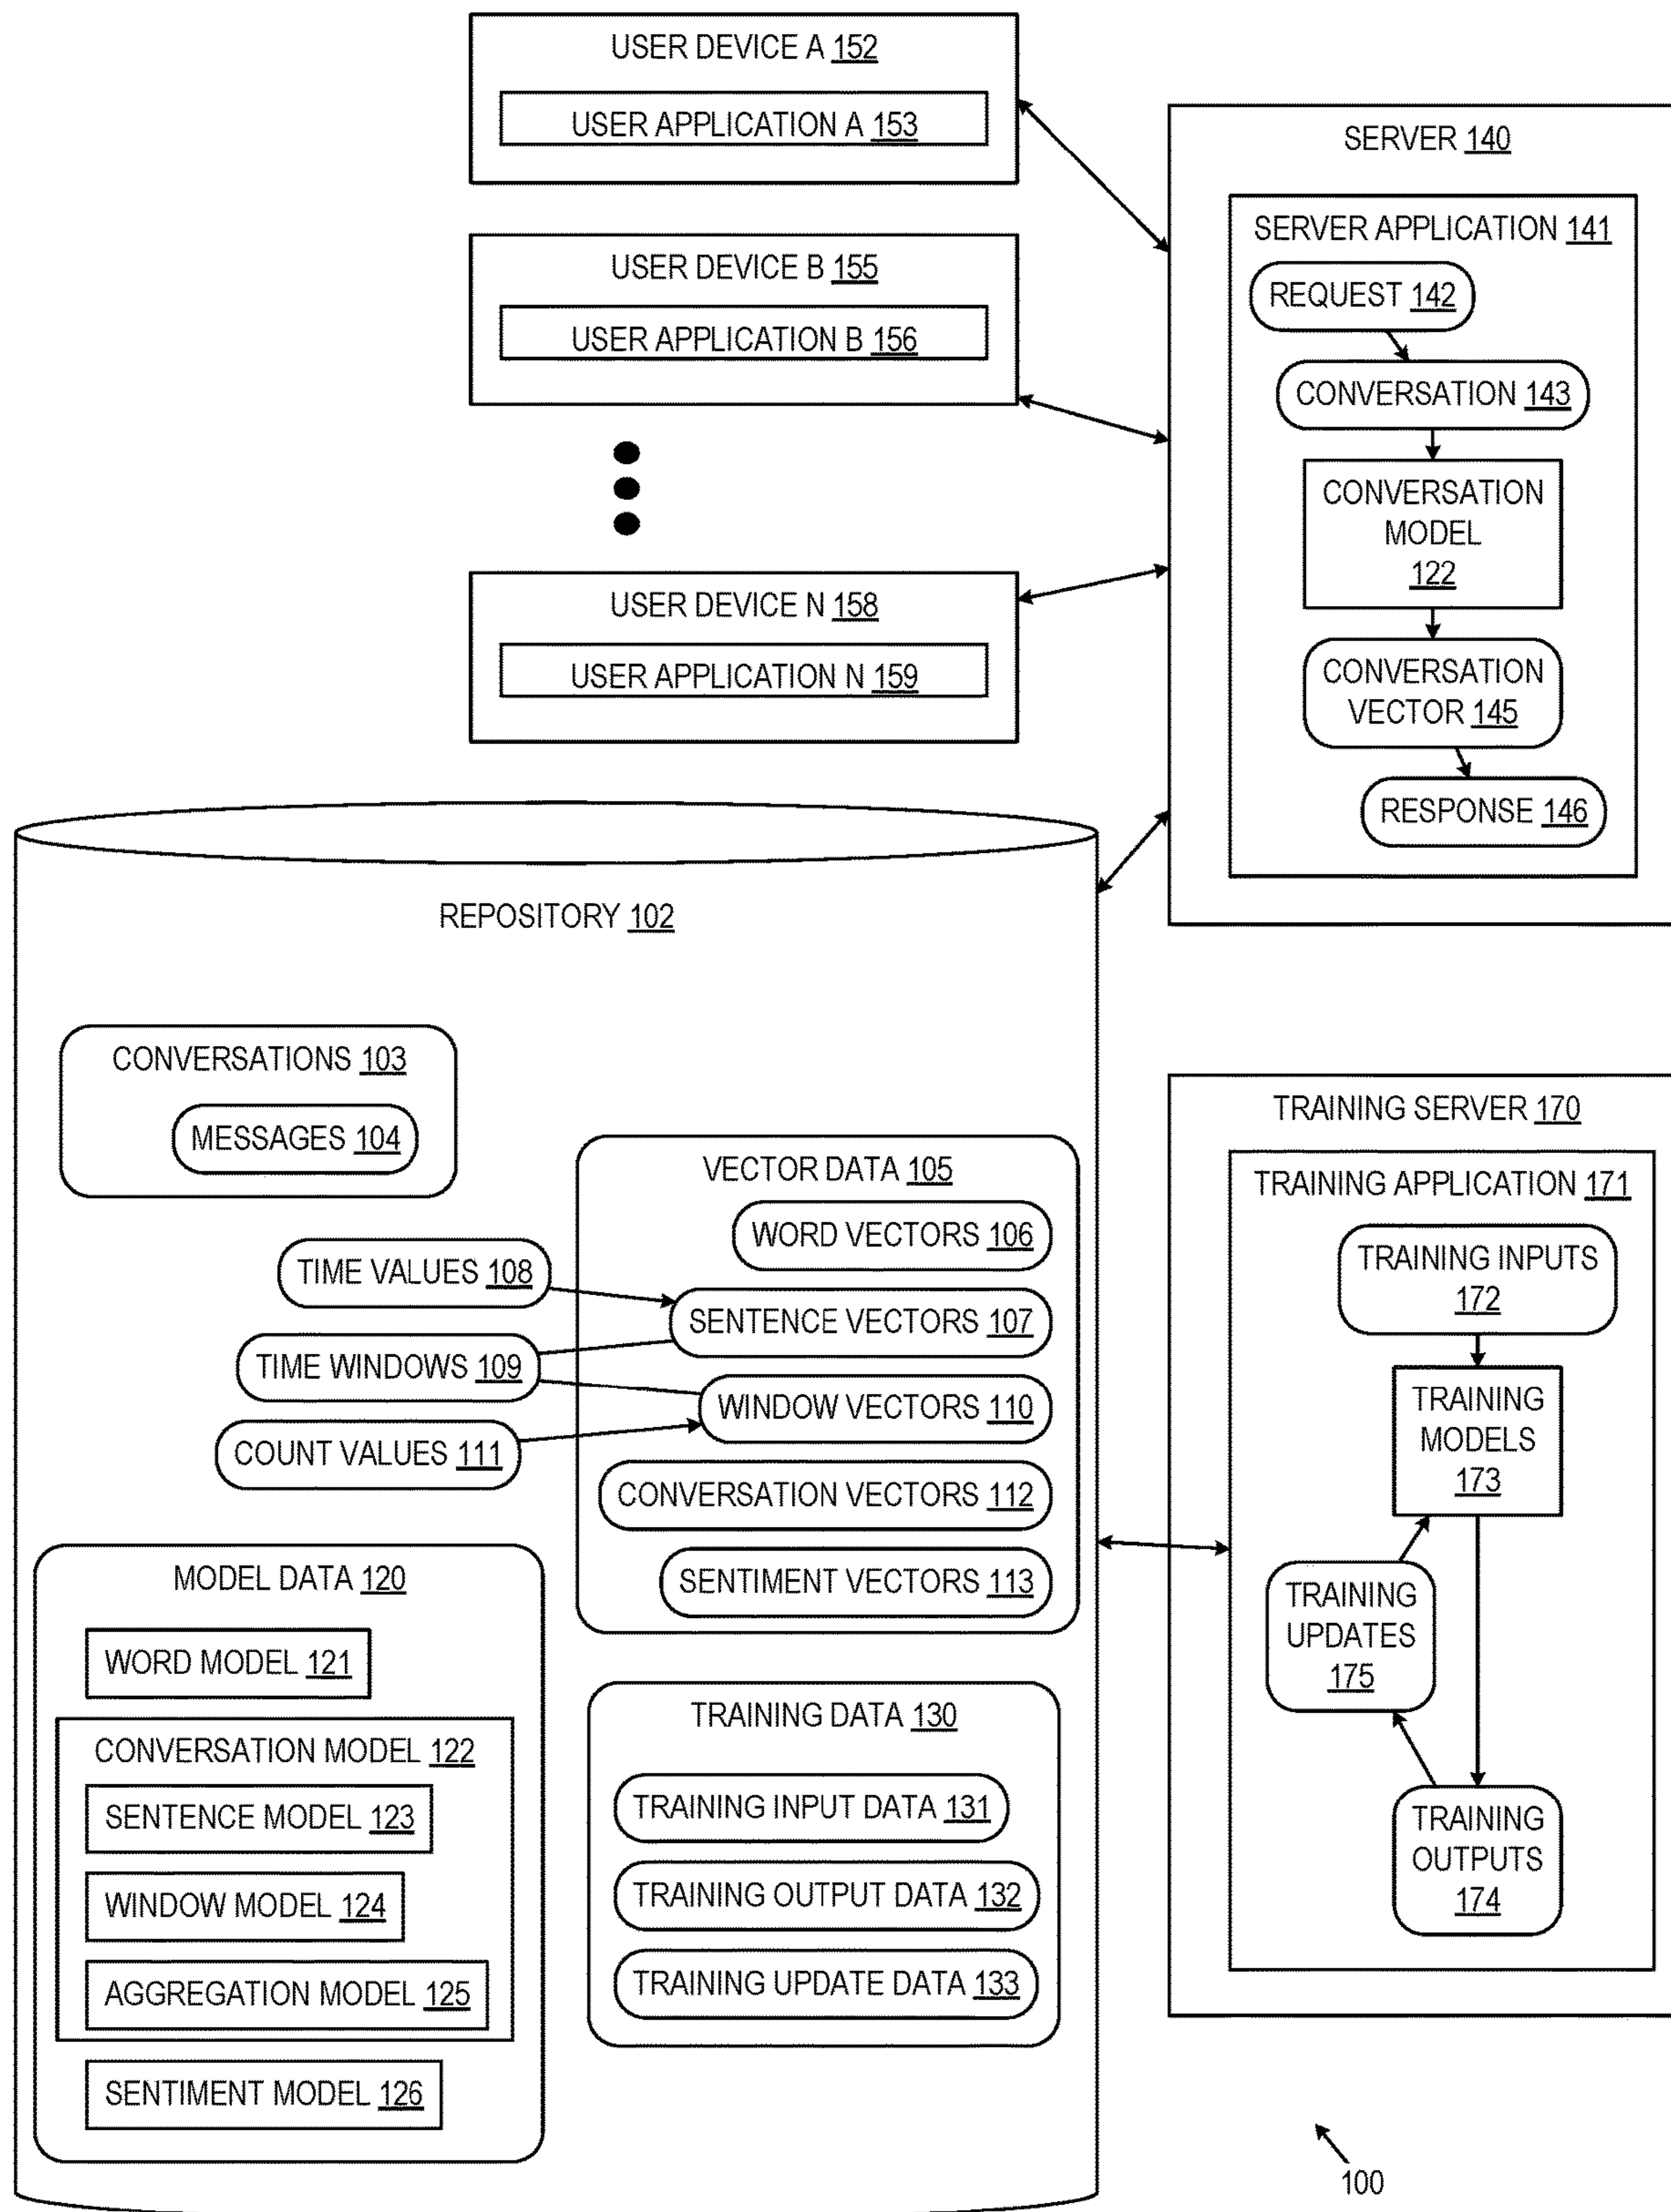 USER DEVICE A 152
USER APPLICATION A 153
USER DEVICE B 155
USER APPLICATION B 156
USER DEVICE N 158
USER APPLICATION N 159
SERVER 140
SERVER APPLICATION 141
REQUEST 142
CONVERSATION 143
CONVERSATION
MODEL
122
CONVERSATION
VECTOR 145
RESPONSE 146
REPOSITORY 102
CONVERSATIONS 103
MESSAGES 104
VECTOR DATA 105
WORD VECTORS 106
TIME VALUES 108
SENTENCE VECTORS 107
TIME WINDOWS 109
WINDOW VECTORS 110
COUNT VALUES 111
CONVERSATION VECTORS 112
SENTIMENT VECTORS 113
MODEL DATA 120
WORD MODEL 121
CONVERSATION MODEL 122
SENTENCE MODEL 123
WINDOW MODEL 124
AGGREGATION MODEL 125
SENTIMENT MODEL 126
TRAINING DATA 130
TRAINING INPUT DATA 131
TRAINING OUTPUT DATA 132
TRAINING UPDATE DATA 133
TRAINING SERVER 170
TRAINING APPLICATION 171
TRAINING INPUTS
172
TRAINING
MODELS
173
TRAINING
UPDATES
175
TRAINING
OUTPUTS
174
100